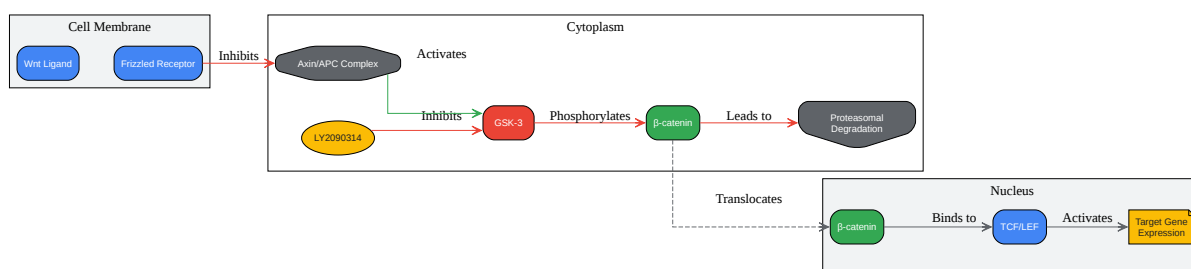 Cell Membrane
Wnt Ligand
Frizzled Receptor
Inhibits
Cytoplasm
Axin/APC Complex
Activates
LY2090314
Inhibits
GSK-3
Phosphorylates
β-catenin
Leads to
Proteasomal
Degradation
Translocates
Nucleus
β-catenin
Binds to
TCF/LEF
Activates
Target Gene
Expression